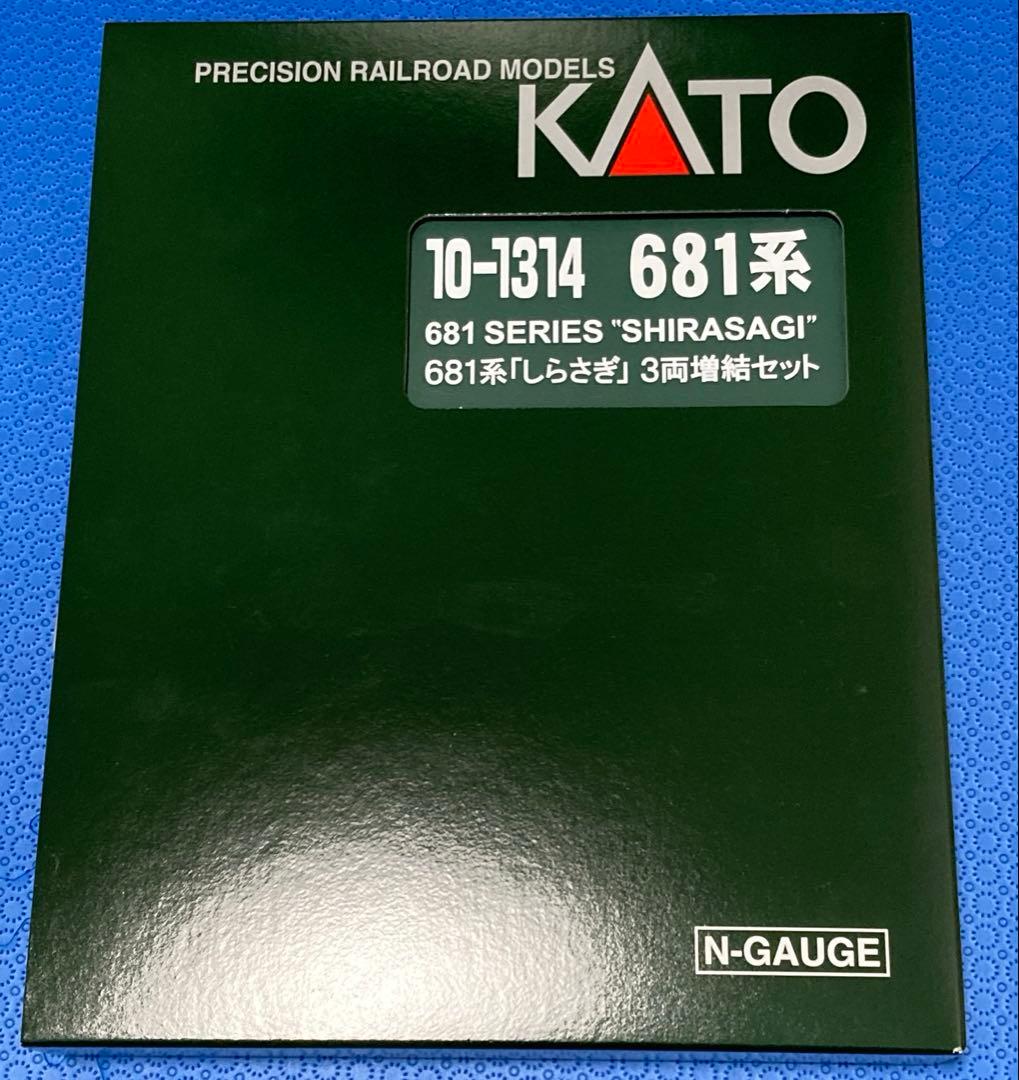 PRECISION RAILROAD MODELS
KATO
10-1314 681系
681 SERIES "SHIRASAGI"
681系「しらさぎ」3両増結セット
N-GAUGE